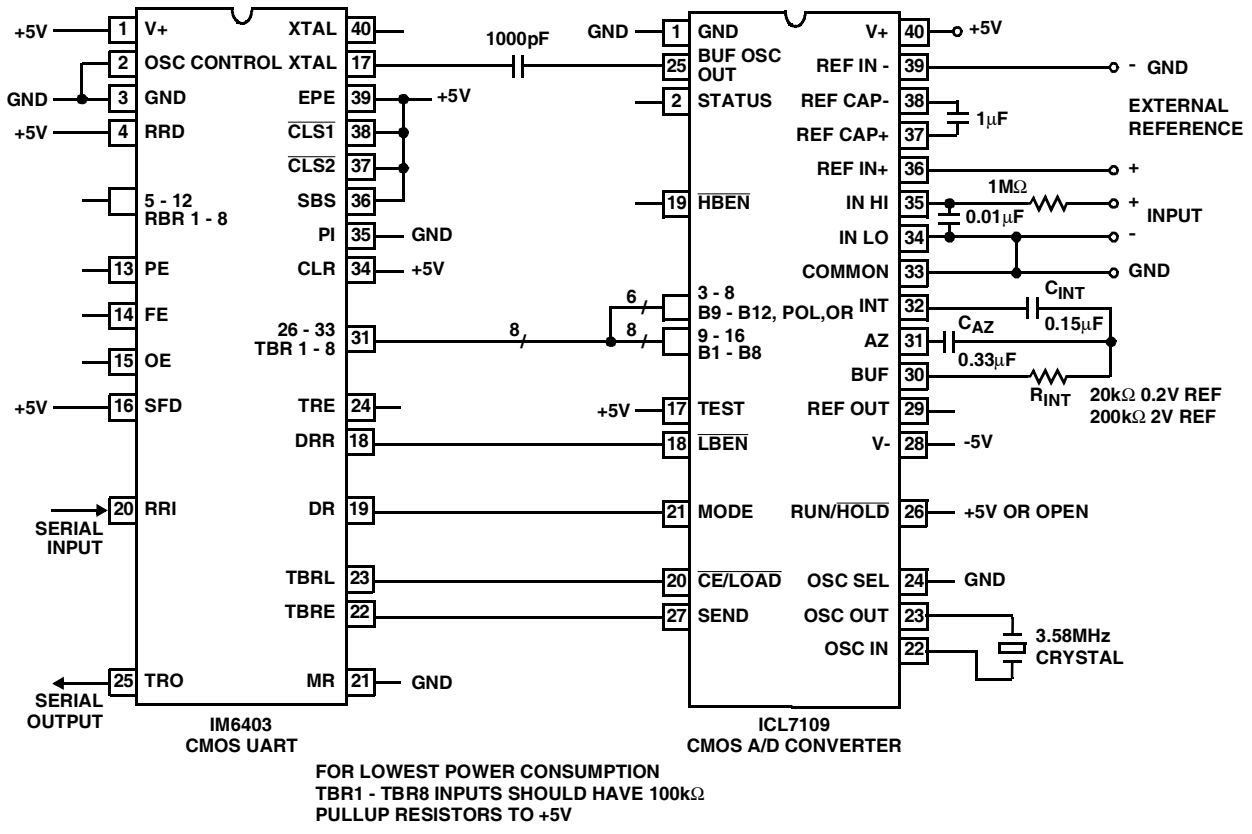 +5V
1
V+
XTAL
40
2
OSC CONTROL
XTAL
17
1000pF
GND
3
GND
EPE
39
+5V
+5V
4
RRD
CLS1
38
CLS2
37
5 - 12
RBR 1 - 8
SBS
36
PI
35
GND
13
PE
CLR
34
+5V
14
FE
26 - 33
TBR 1 - 8
31
8
6
8
15
OE
+5V
16
SFD
TRE
24
DRR
18
20
RRI
DR
19
SERIAL
INPUT
TBRL
23
TBRE
22
25
TRO
MR
21
GND
SERIAL
OUTPUT
IM6403
CMOS UART
GND
1
GND
V+
40
+5V
25
BUF OSC
OUT
REF IN -
39
- GND
2
STATUS
REF CAP-
38
1µF
EXTERNAL
REFERENCE
REF CAP+
37
REF IN+
36
+
19
HBEN
IN HI
35
1MΩ
+
0.01µF
INPUT
IN LO
34
-
COMMON
33
GND
3 - 8
B9 - B12, POL,OR
INT
32
CINT
0.15µF
9 - 16
B1 - B8
AZ
31
CAZ
0.33µF
BUF
30
RINT
20kΩ 0.2V REF
200kΩ 2V REF
+5V
17
TEST
REF OUT
29
18
LBEN
V-
28
-5V
21
MODE
RUN/HOLD
26
+5V OR OPEN
20
CE/LOAD
OSC SEL
24
GND
27
SEND
OSC OUT
23
OSC IN
22
3.58MHz
CRYSTAL
ICL7109
CMOS A/D CONVERTER
FOR LOWEST POWER CONSUMPTION
TBR1 - TBR8 INPUTS SHOULD HAVE 100kΩ
PULLUP RESISTORS TO +5V